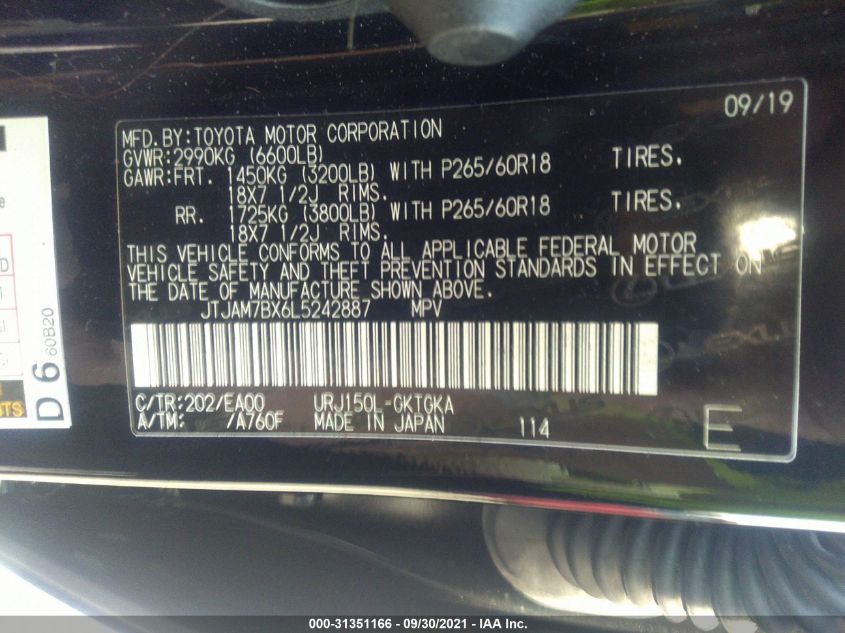 09/19
MFD.BY:TOYOTA MOTOR CORPORATION
GVWR:2990KG (6600LB)
GAWR:FRT. 1450KG (3200LB) WITH P265/60R18 TIRES.
18X7 1/2J RIMS.
RR. 1725KG (3800LB) WITH P265/60R18 TIRES.
18X7 1/2J RIMS.
THIS VEHICLE CONFORMS TO ALL APPLICABLE FEDERAL MOTOR
VEHICLE SAFETY AND THEFT PREVENTION STANDARDS IN EFFECT ON
THE DATE OF MANUFACTURE SHOWN ABOVE.
JTJAM7BX6L5242887 MPV
C/TR:202/EA00 URJ150L-GKTGKA
A/TM: /A760F MADE IN JAPAN 114 E
D 6 60B20
000-31351166 - 09/30/2021 - IAA Inc.